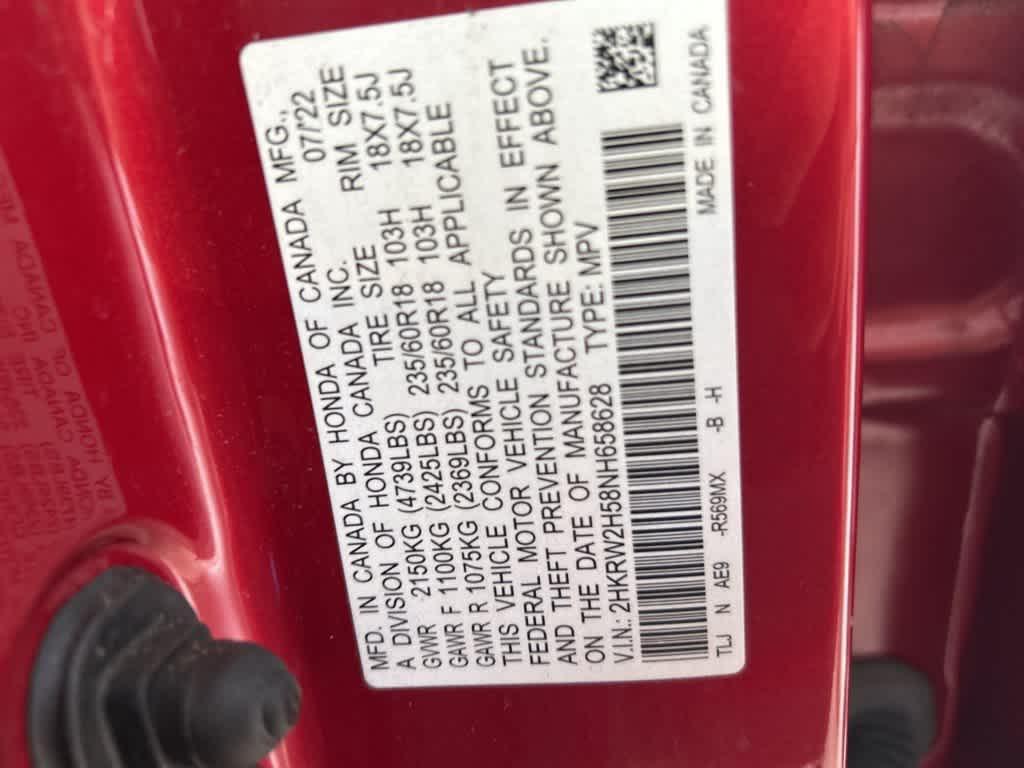 MFD. IN CANADA BY HONDA OF CANADA MFG.,
A DIVISION OF HONDA CANADA INC. 07/'22
GVWR 2150KG (4739LBS) TIRE SIZE RIM SIZE
GAWR F 1100KG (2425LBS) 235/60R18 103H 18X7.5J
GAWR R 1075KG (2369LBS) 235/60R18 103H 18X7.5J
THIS VEHICLE CONFORMS TO ALL APPLICABLE
FEDERAL MOTOR VEHICLE SAFETY
AND THEFT PREVENTION STANDARDS IN EFFECT
ON THE DATE OF MANUFACTURE SHOWN ABOVE.
V.I.N.: 2HKRW2H58NH658628 TYPE: MPV
TLJ N AE9 -R569MX -B -H MADE IN CANADA